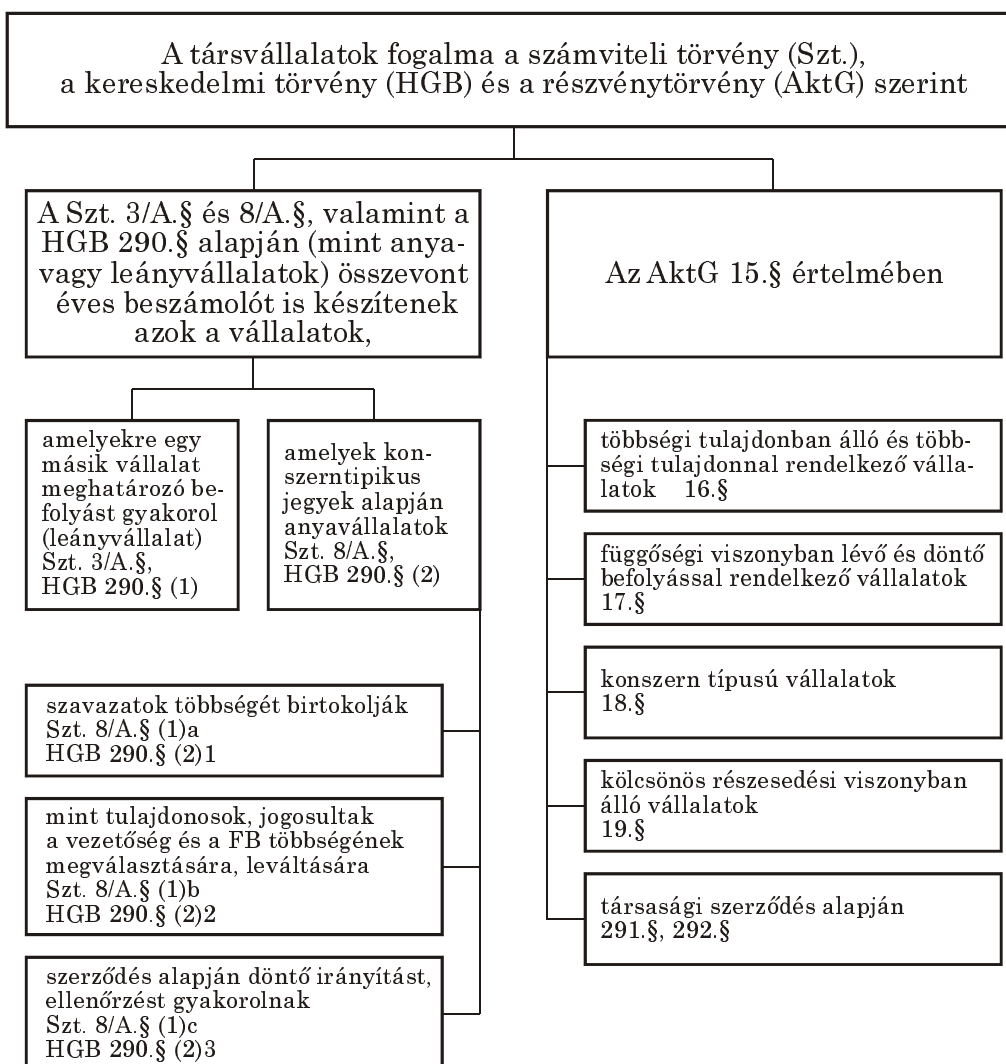 A társvállalatok fogalma a számviteli törvény (Szt.),
a kereskedelmi törvény (HGB) és a részvénytörvény (AktG) szerint
A Szt. 3/A.§ és 8/A.§, valamint a
HGB 290.§ alapján (mint anya-
vagy leányvállalatok) összevont
éves beszámolót is készítenek
azok a vállalatok,
amelyekre egy
másik vállalat
meghatározó be-
folyást gyakorol
(leányvállalat)
Szt. 3/A.§,
HGB 290.§ (1)
amelyek kon-
szerntipikus
jegyek alapján
anyavállalatok
Szt. 8/A.§,
HGB 290.§ (2)
szavazatok többségét birtokolják
Szt. 8/A.§ (1)a
HGB 290.§ (2)1
mint tulajdonosok, jogosultak
a vezetőség és a FB többségének
megválasztására, leváltására
Szt. 8/A.§ (1)b
HGB 290.§ (2)2
szerződés alapján döntő irányítást,
ellenőrzést gyakorolnak
Szt. 8/A.§ (1)c
HGB 290.§ (2)3
Az AktG 15.§ értelmében
többségi tulajdonban álló és több-
ségi tulajdonnal rendelkező válla-
latok 16.§
függőségi viszonyban lévő és döntő
befolyással rendelkező vállalatok
17.§
konszern típusú vállalatok
18.§
kölcsönös részesedési viszonyban
álló vállalatok
19.§
társasági szerződés alapján
291.§, 292.§